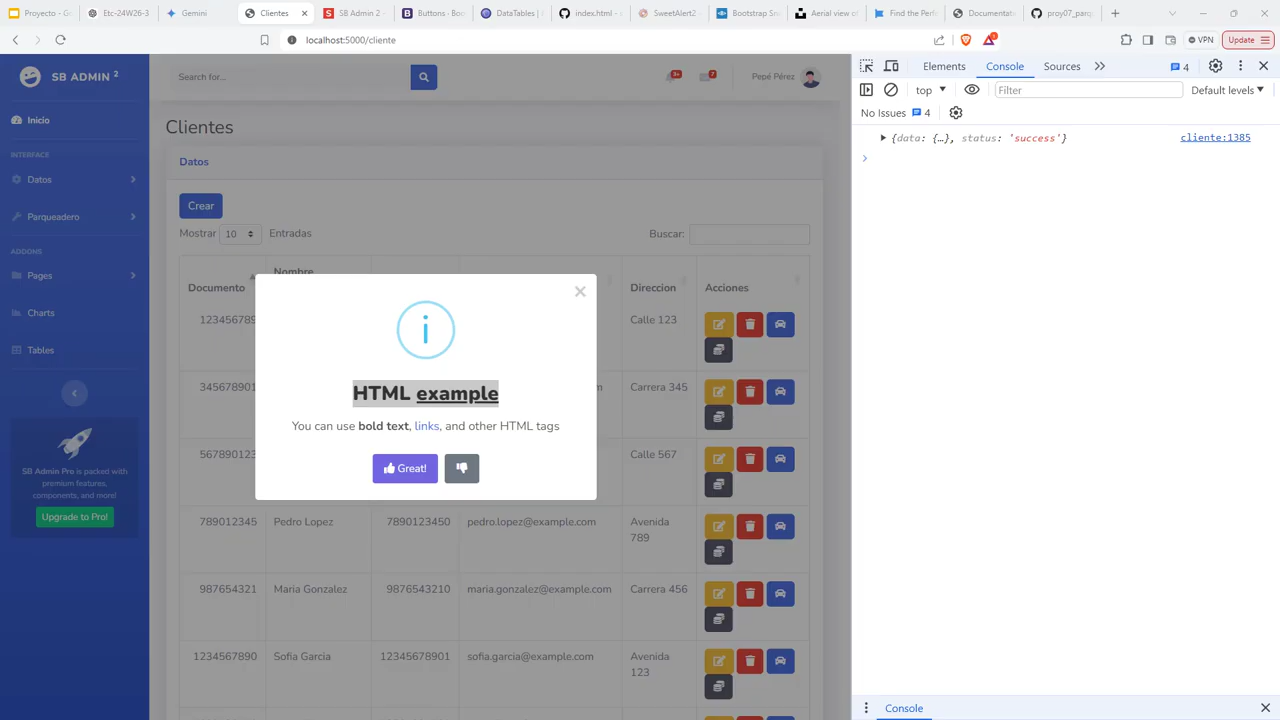 Proyecto - G
Etc-24W26-3
Gemini
Clientes
SB Admin 2 -
Buttons - Boo
DataTables |
index.html -
SweetAlert2 -
Bootstrap Sni
Aerial view of
Find the Perfe
Documentati
proy07_parq
localhost:5000/cliente
VPN
Update
SB ADMIN 2
Search for...
3+
7
Pepé Pérez
Elements
Console
Sources
4
top
Filter
Default levels
No Issues
4
{data: {…}, status: 'success'}
cliente:1385
Inicio
INTERFACE
Datos
Parqueadero
ADDONS
Pages
Charts
Tables
SB Admin Pro is packed with
premium features,
components, and more!
Upgrade to Pro!
Clientes
Datos
Crear
Mostrar 10 Entradas
Buscar:
Documento
Nombre
Direccion
Acciones
123456789
Calle 123
345678901
m
Carrera 345
567890123
Calle 567
HTML example
You can use bold text, links, and other HTML tags
Great!
789012345 Pedro Lopez 7890123450 pedro.lopez@example.com Avenida
789
987654321 Maria Gonzalez 9876543210 maria.gonzalez@example.com Carrera 456
1234567890 Sofia Garcia 12345678901 sofia.garcia@example.com Avenida
123
Console